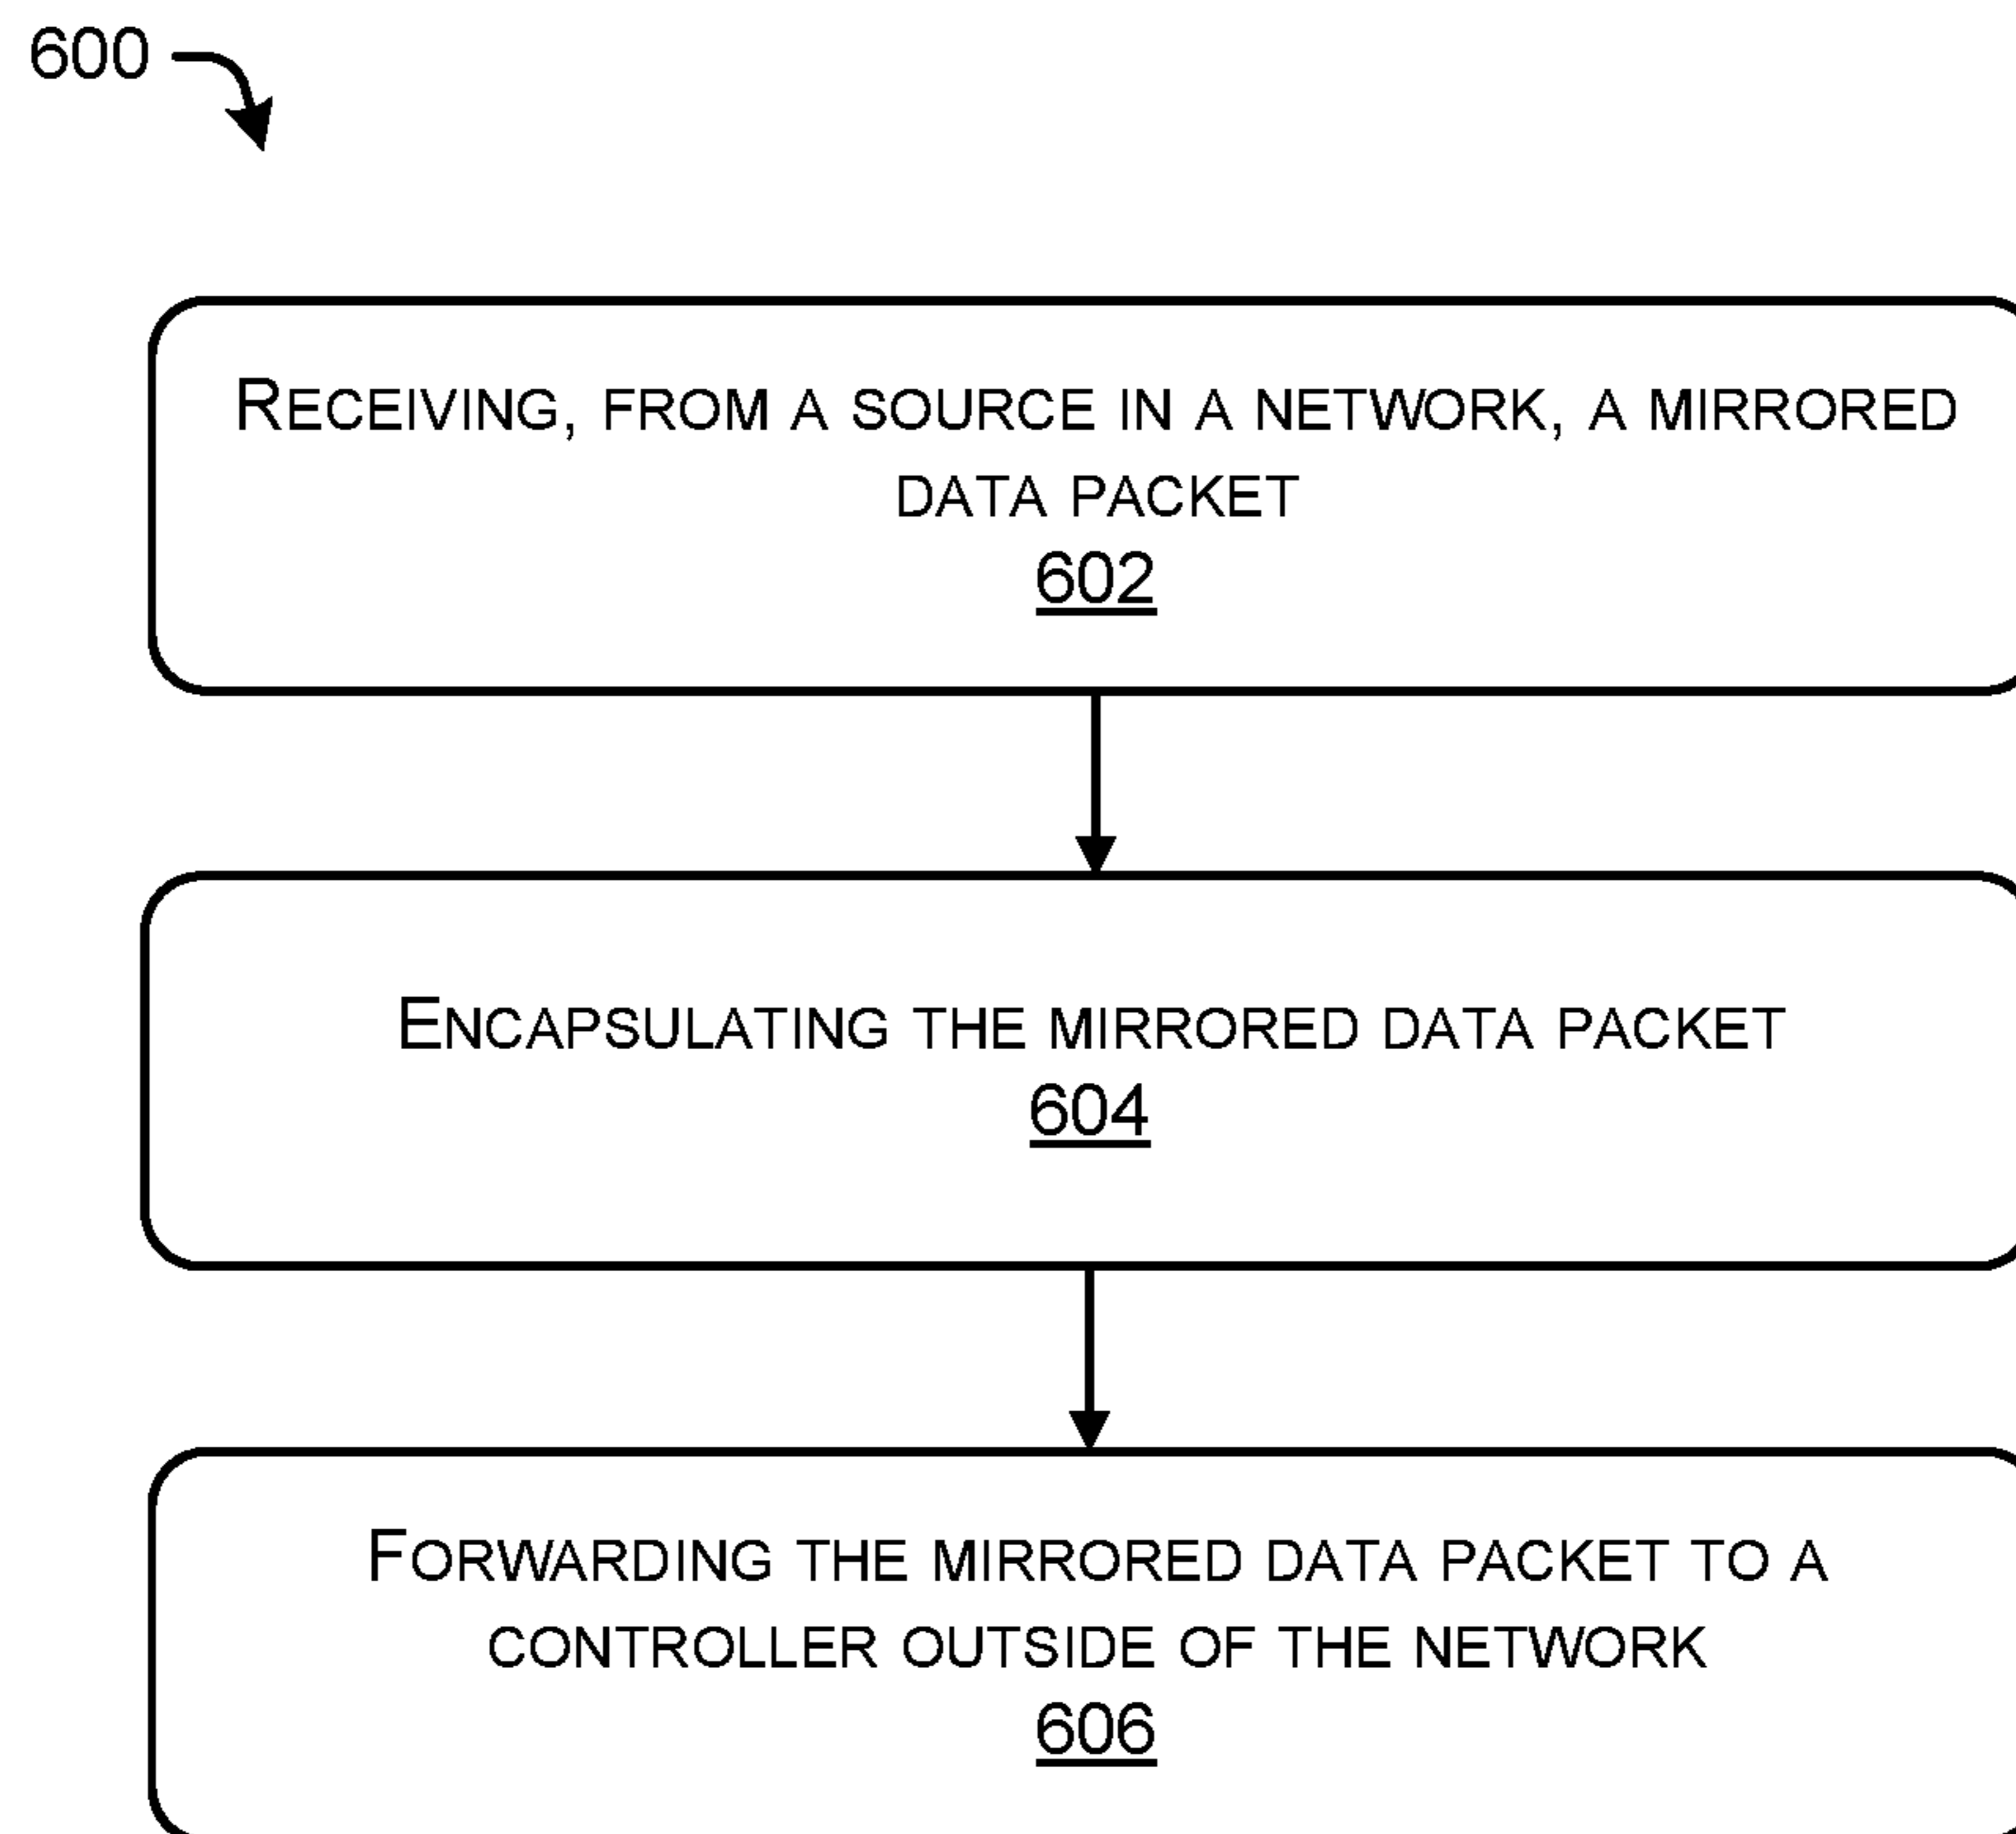 600
RECEIVING, FROM A SOURCE IN A NETWORK, A MIRRORED
DATA PACKET
602
ENCAPSULATING THE MIRRORED DATA PACKET
604
FORWARDING THE MIRRORED DATA PACKET TO A
CONTROLLER OUTSIDE OF THE NETWORK
606